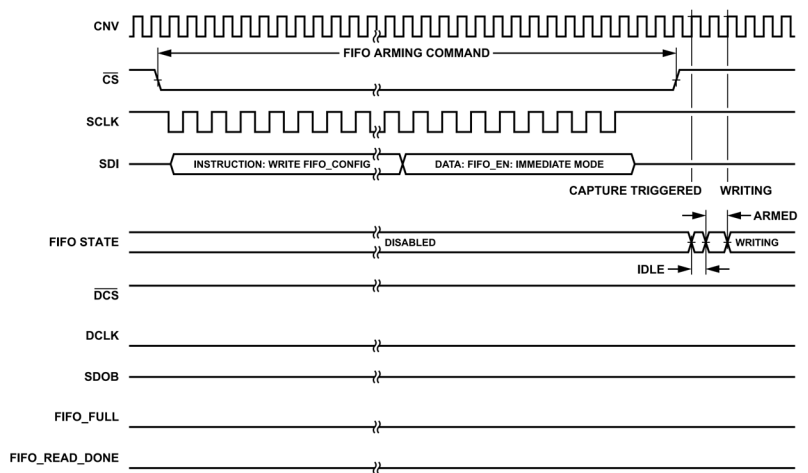 CNV
FIFO ARMING COMMAND
CS
SCLK
SDI
INSTRUCTION: WRITE FIFO_CONFIG
DATA: FIFO_EN: IMMEDIATE MODE
CAPTURE TRIGGERED
WRITING
ARMED
FIFO STATE
DISABLED
WRITING
IDLE
DCS
DCLK
SDOB
FIFO_FULL
FIFO_READ_DONE